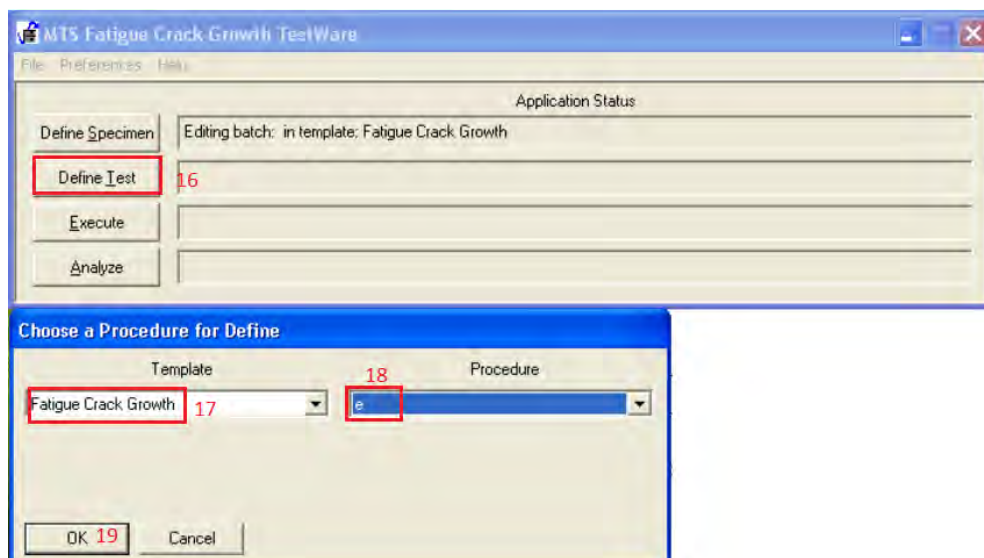 MTS Fatigue Crack Growth TestWare
File Preferences Help
Application Status
Define Specimen Editing batch: in template: Fatigue Crack Growth
Define Test 16
Execute
Analyze
Choose a Procedure for Define
Template 18 Procedure
Fatigue Crack Growth 17 e
OK 19 Cancel